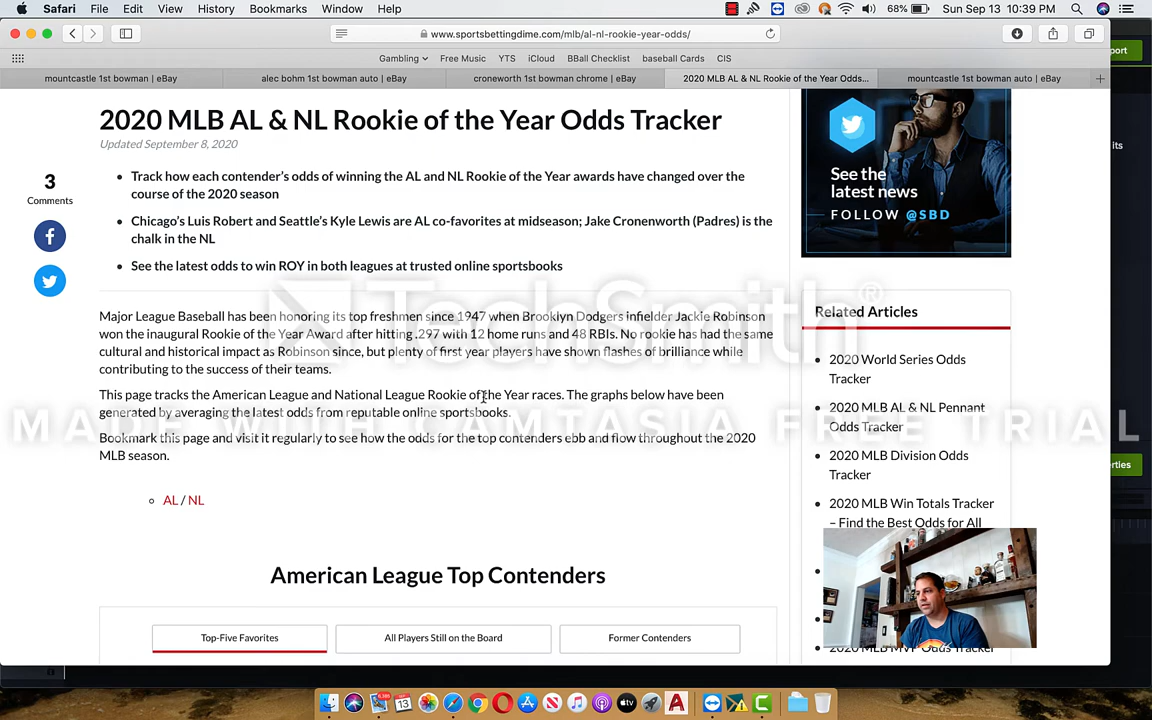 Safari File Edit View History Bookmarks Window Help
68% Sun Sep 13 10:39 PM
www.sportsbettingdime.com/mlb/al-nl-rookie-year-odds/
Gambling Free Music YTS iCloud BBall Checklist baseball Cards CIS
mountcastle 1st bowman | eBay
alec bohm 1st bowman auto | eBay
croneworth 1st bowman chrome | eBay
2020 MLB AL & NL Rookie of the Year Odds...
mountcastle 1st bowman auto | eBay
2020 MLB AL & NL Rookie of the Year Odds Tracker
Updated September 8, 2020
3
Comments
Track how each contender's odds of winning the AL and NL Rookie of the Year awards have changed over the
course of the 2020 season
Chicago's Luis Robert and Seattle's Kyle Lewis are AL co-favorites at midseason; Jake Cronenworth (Padres) is the
chalk in the NL
See the latest odds to win ROY in both leagues at trusted online sportsbooks
Major League Baseball has been honoring its top freshmen since 1947 when Brooklyn Dodgers infielder Jackie Robinson
won the inaugural Rookie of the Year Award after hitting .297 with 12 home runs and 48 RBIs. No rookie has had the same
cultural and historical impact as Robinson since, but plenty of first year players have shown flashes of brilliance while
contributing to the success of their teams.
This page tracks the American League and National League Rookie of the Year races. The graphs below have been
generated by averaging the latest odds from reputable online sportsbooks.
Bookmark this page and visit it regularly to see how the odds for the top contenders ebb and flow throughout the 2020
MLB season.
AL / NL
American League Top Contenders
Top-Five Favorites
All Players Still on the Board
Former Contenders
See the
latest news
FOLLOW @SBD
Related Articles
2020 World Series Odds
Tracker
2020 MLB AL & NL Pennant
Odds Tracker
2020 MLB Division Odds
Tracker
2020 MLB Win Totals Tracker
– Find the Best Odds for All
2020 MLB MVP Odds Tracker
port
its
erties
TechSmith®
MADE WITH CAMTASIA FREE TRIAL
13